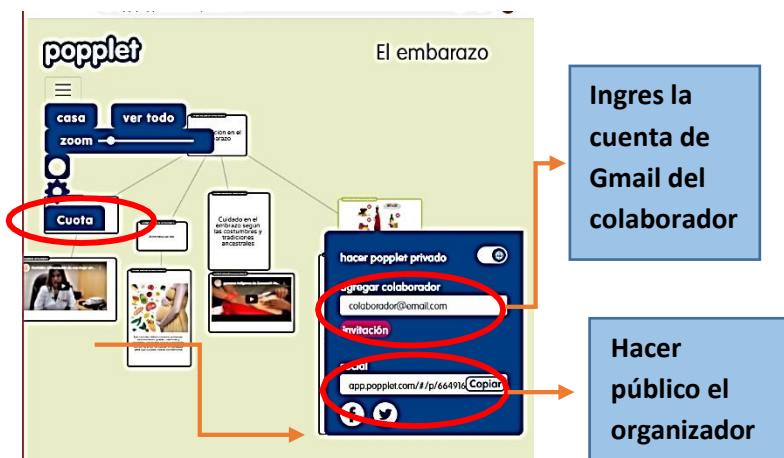 popplet
El embarazo
casa
ver todo
zoom
Cuota
Cuidado en el
embrazo según
las costumbres y
tradiciones
ancestrales
hacer popplet privado
agregar colaborador
colaborador@email.com
invitación
social
app.popplet.com/#/p/664916
Copiar
Ingres la
cuenta de
Gmail del
colaborador
Hacer
público el
organizador